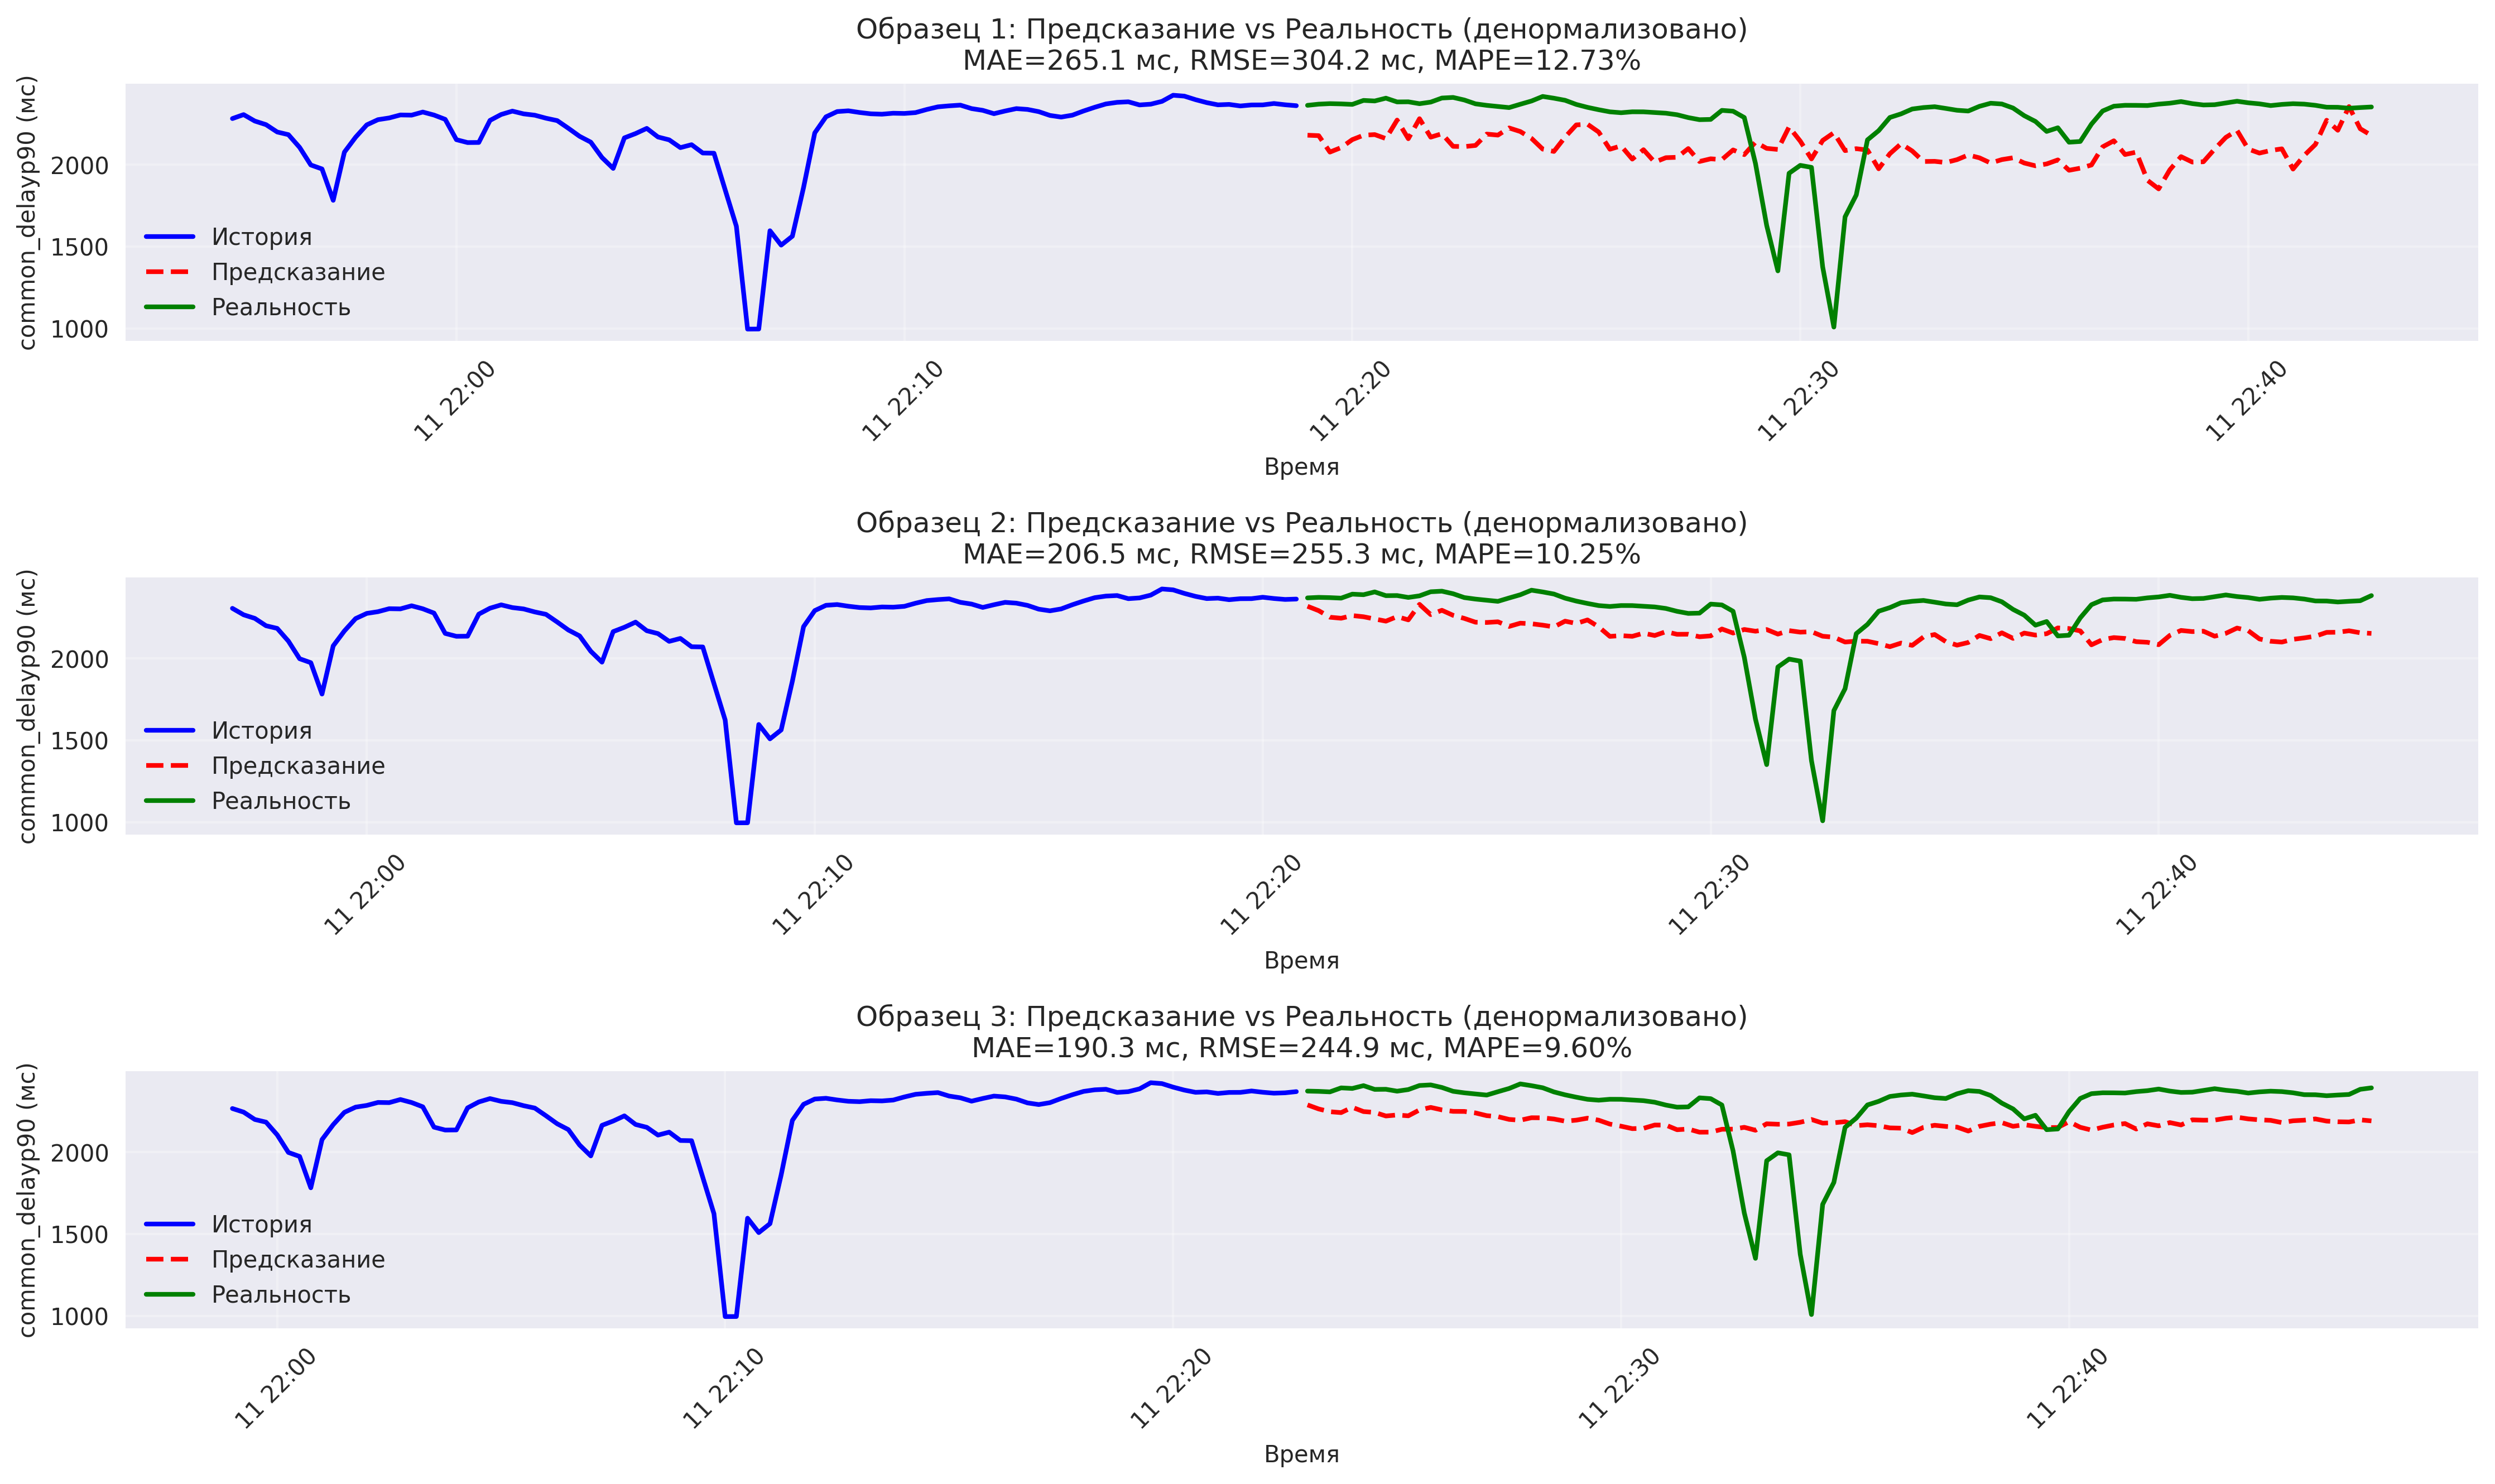 Образец 1: Предсказание vs Реальность (денормализовано)
MAE=265.1 мс, RMSE=304.2 мс, MAPE=12.73%
common_delayp90 (мс)
2000
1500
1000
История
Предсказание
Реальность
11 22:00
11 22:10
11 22:20
11 22:30
11 22:40
Время
Образец 2: Предсказание vs Реальность (денормализовано)
MAE=206.5 мс, RMSE=255.3 мс, MAPE=10.25%
common_delayp90 (мс)
2000
1500
1000
История
Предсказание
Реальность
11 22:00
11 22:10
11 22:20
11 22:30
11 22:40
Время
Образец 3: Предсказание vs Реальность (денормализовано)
MAE=190.3 мс, RMSE=244.9 мс, MAPE=9.60%
common_delayp90 (мс)
2000
1500
1000
История
Предсказание
Реальность
11 22:00
11 22:10
11 22:20
11 22:30
11 22:40
Время